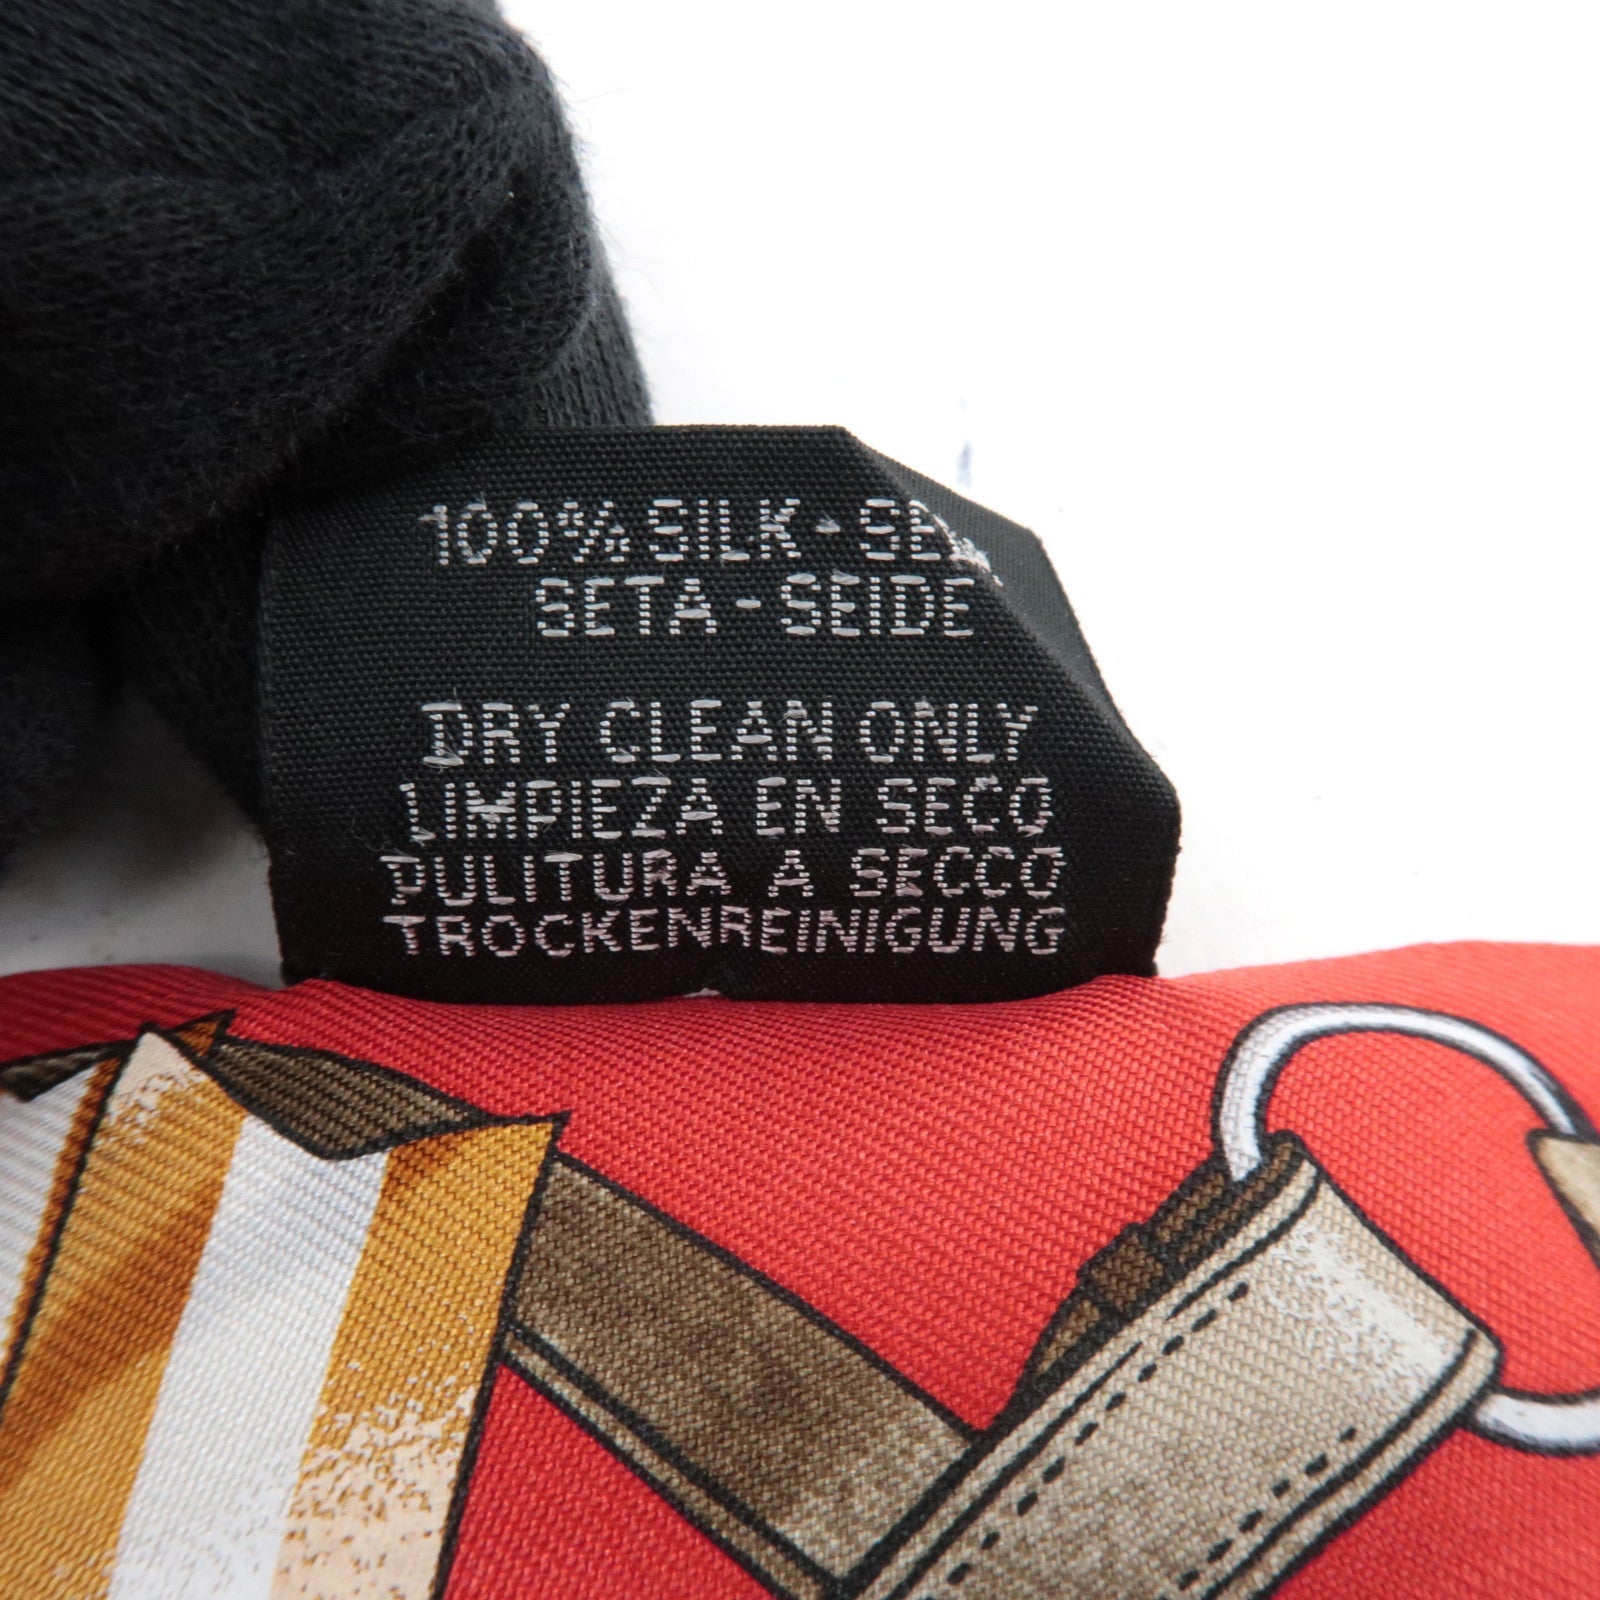 100% SILK -
SETA - SEIDE
DRY CLEAN ONLY
LIMPIEZA EN SECO
PULITURA A SECCO
TROCKENREINIGUNG